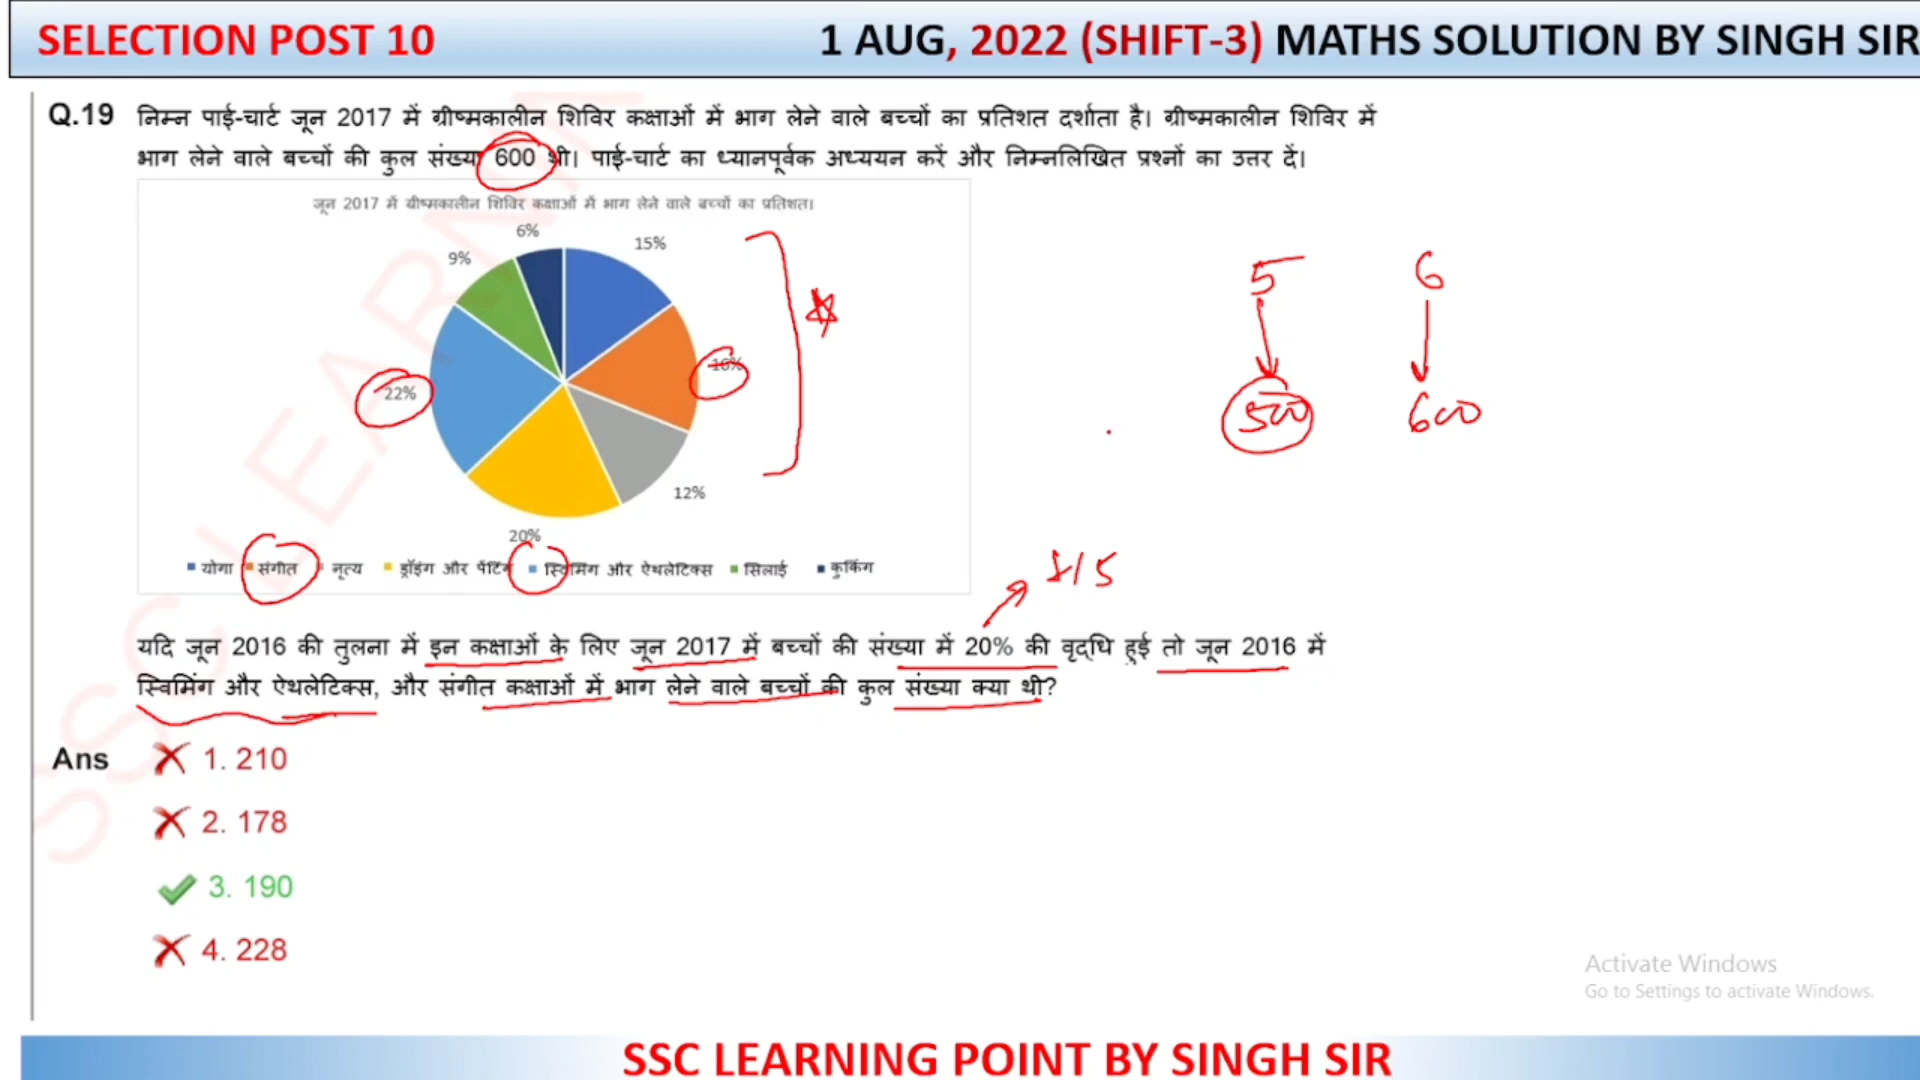 SELECTION POST 10
1 AUG, 2022 (SHIFT-3) MATHS SOLUTION BY SINGH SIR
Q.19 निम्न पाई-चार्ट जून 2017 में ग्रीष्मकालीन शिविर कक्षाओं में भाग लेने वाले बच्चों का प्रतिशत दर्शाता है। ग्रीष्मकालीन शिविर में
भाग लेने वाले बच्चों की कुल संख्या 600 थी। पाई-चार्ट का ध्यानपूर्वक अध्ययन करें और निम्नलिखित प्रश्नों का उत्तर दें।
जून 2017 में ग्रीष्मकालीन शिविर कक्षाओं में भाग लेने वाले बच्चों का प्रतिशत।
6%
15%
9%
16%
22%
12%
20%
योगा संगीत नृत्य ड्रॉइंग और पेंटिंग स्विमिंग और ऐथलेटिक्स सिलाई कुकिंग
5 6
500 600
+1/5
यदि जून 2016 की तुलना में इन कक्षाओं के लिए जून 2017 में बच्चों की संख्या में 20% की वृद्धि हुई तो जून 2016 में
स्विमिंग और ऐथलेटिक्स, और संगीत कक्षाओं में भाग लेने वाले बच्चों की कुल संख्या क्या थी?
Ans 1. 210
2. 178
3. 190
4. 228
SSC LEARNIN
Activate Windows
Go to Settings to activate Windows.
SSC LEARNING POINT BY SINGH SIR